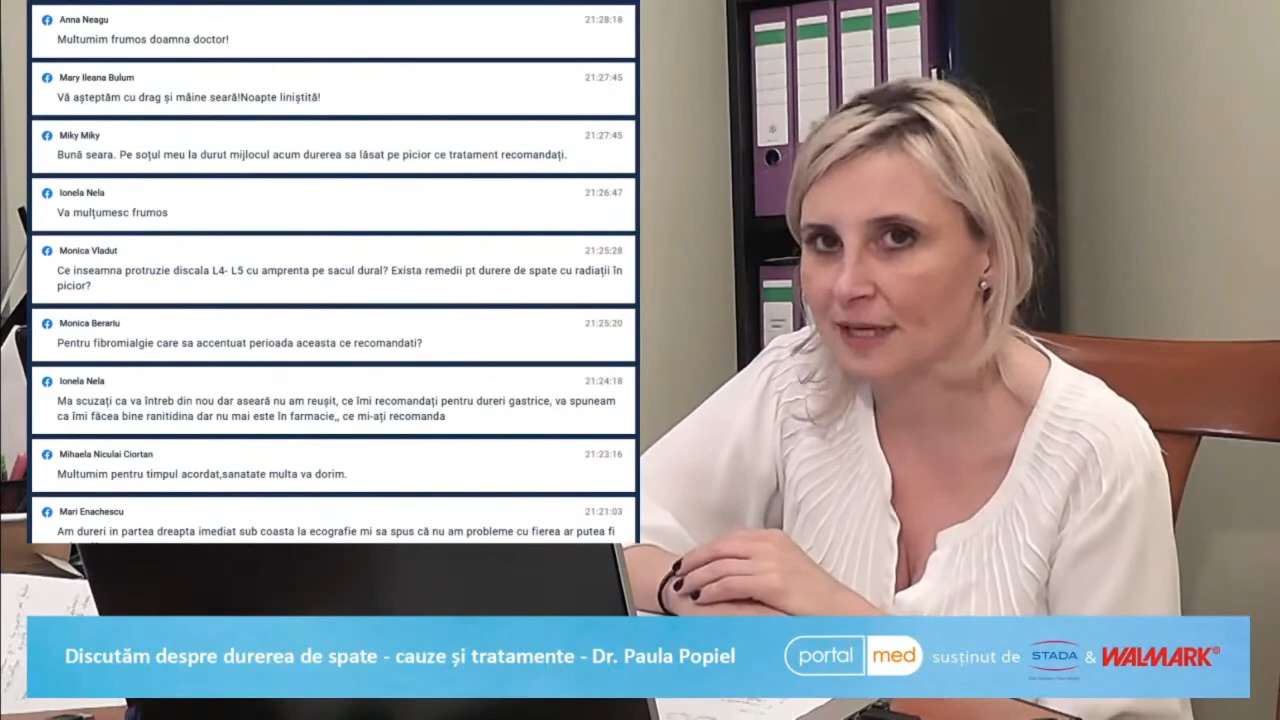 Anna Neagu 21:28:18
Multumim frumos doamna doctor!
Mary Ileana Bulum 21:27:45
Vă așteptăm cu drag și mâine seară!Noapte liniștită!
Miky Miky 21:27:45
Bună seara. Pe soțul meu la durut mijlocul acum durerea sa lăsat pe picior ce tratament recomandați.
Ionela Nela 21:26:47
Va mulțumesc frumos
Monica Vladut 21:25:28
Ce inseamna protruzie discala L4- L5 cu amprenta pe sacul dural? Exista remedii pt durere de spate cu radiații în
picior?
Monica Berariu 21:25:20
Pentru fibromialgie care sa accentuat perioada aceasta ce recomandati?
Ionela Nela 21:24:18
Ma scuzați ca va întreb din nou dar aseară nu am reușit, ce îmi recomandați pentru dureri gastrice, va spuneam
ca îmi făcea bine ranitidina dar nu mai este în farmacie,, ce mi-ați recomanda
Mihaela Niculai Ciortan 21:23:16
Multumim pentru timpul acordat,sanatate multa va dorim.
Mari Enachescu 21:21:03
Am dureri in partea dreapta imediat sub coasta la ecografie mi sa spus că nu am probleme cu fierea ar putea fi
Discutăm despre durerea de spate - cauze și tratamente - Dr. Paula Popiel
portal med susținut de STADA & WALMARK®